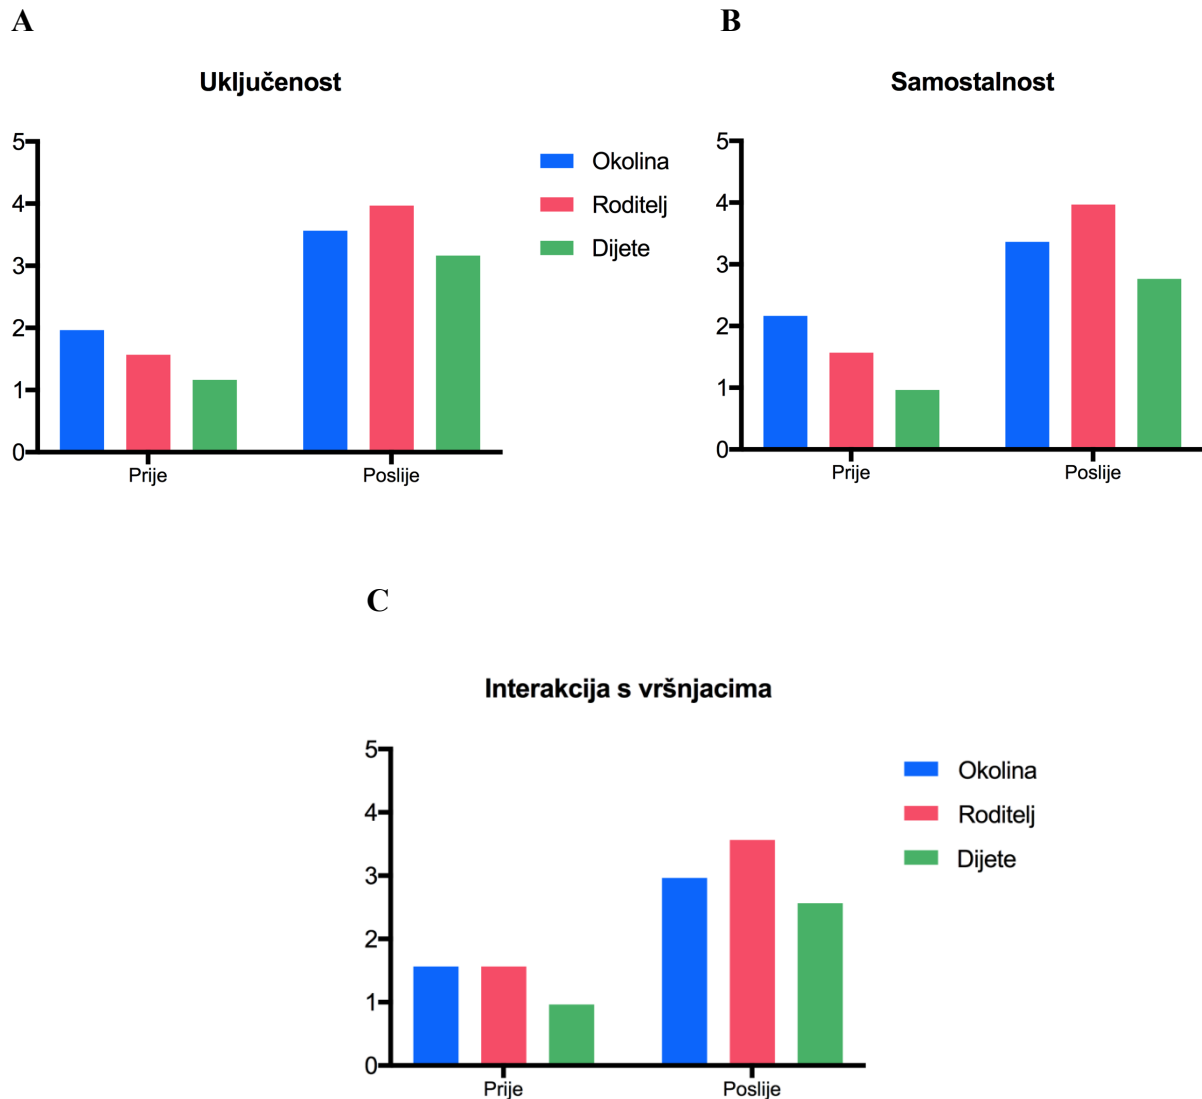 A
Uključenost
5
4
3
2
1
0
Prije
Poslije
Okolina
Roditelj
Dijete
B
Samostalnost
5
4
3
2
1
0
Prije
Poslije
C
Interakcija s vršnjacima
5
4
3
2
1
0
Prije
Poslije
Okolina
Roditelj
Dijete